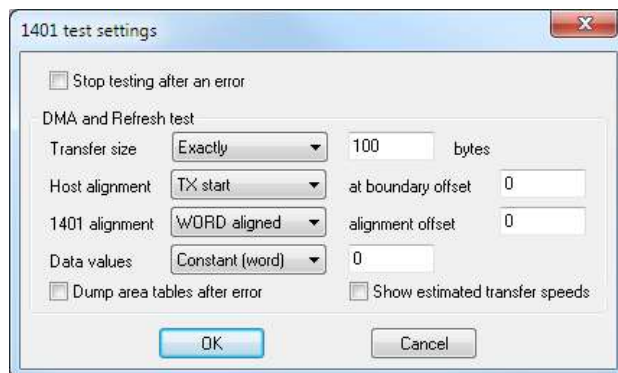 1401 test settings
Stop testing after an error
DMA and Refresh test
Transfer size Exactly 100 bytes
Host alignment TX start at boundary offset 0
1401 alignment WORD aligned alignment offset 0
Data values Constant (word) 0
Dump area tables after error Show estimated transfer speeds
OK Cancel